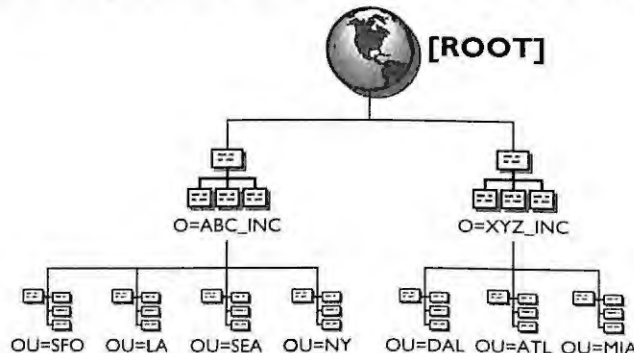 [ROOT]
O=ABC_INC O=XYZ_INC
OU=SFO OU=LA OU=SEA OU=NY OU=DAL OU=ATL OU=MIA